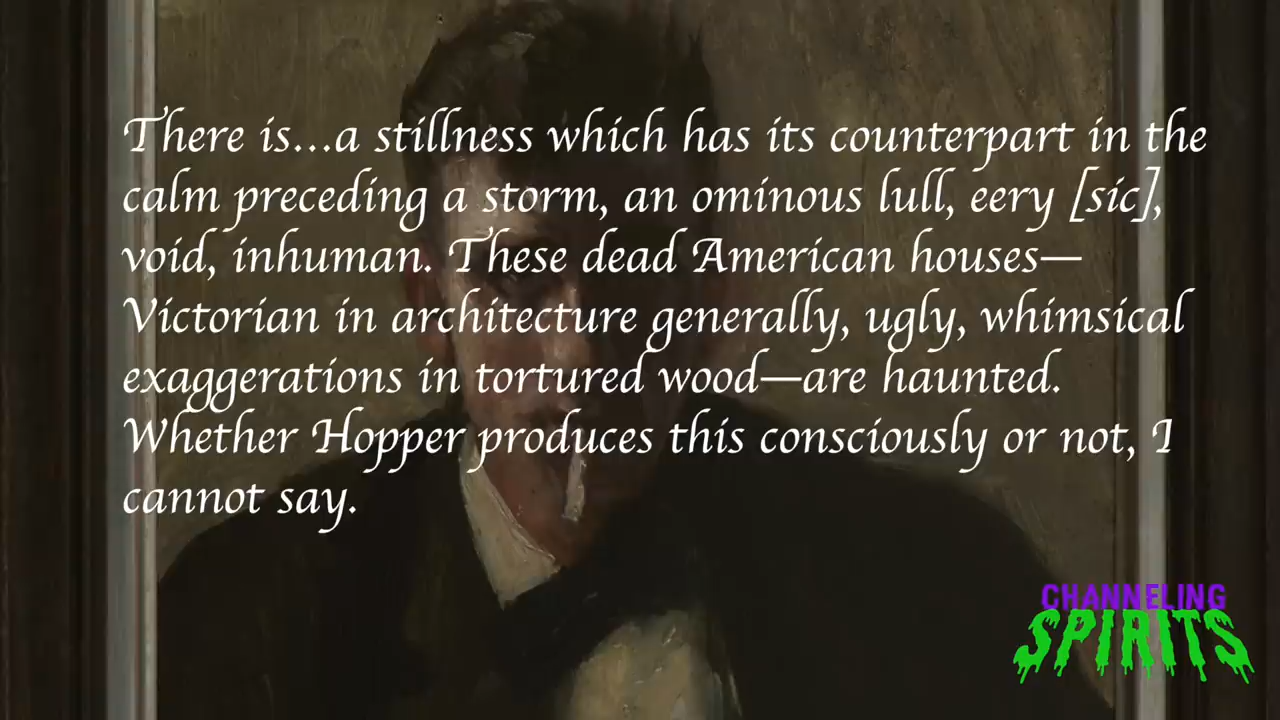 There is...a stillness which has its counterpart in the
calm preceding a storm, an ominous lull, eery [sic],
void, inhuman. These dead American houses—
Victorian in architecture generally, ugly, whimsical
exaggerations in tortured wood—are haunted.
Whether Hopper produces this consciously or not, I
cannot say.
CHANNELING
SPIRITS